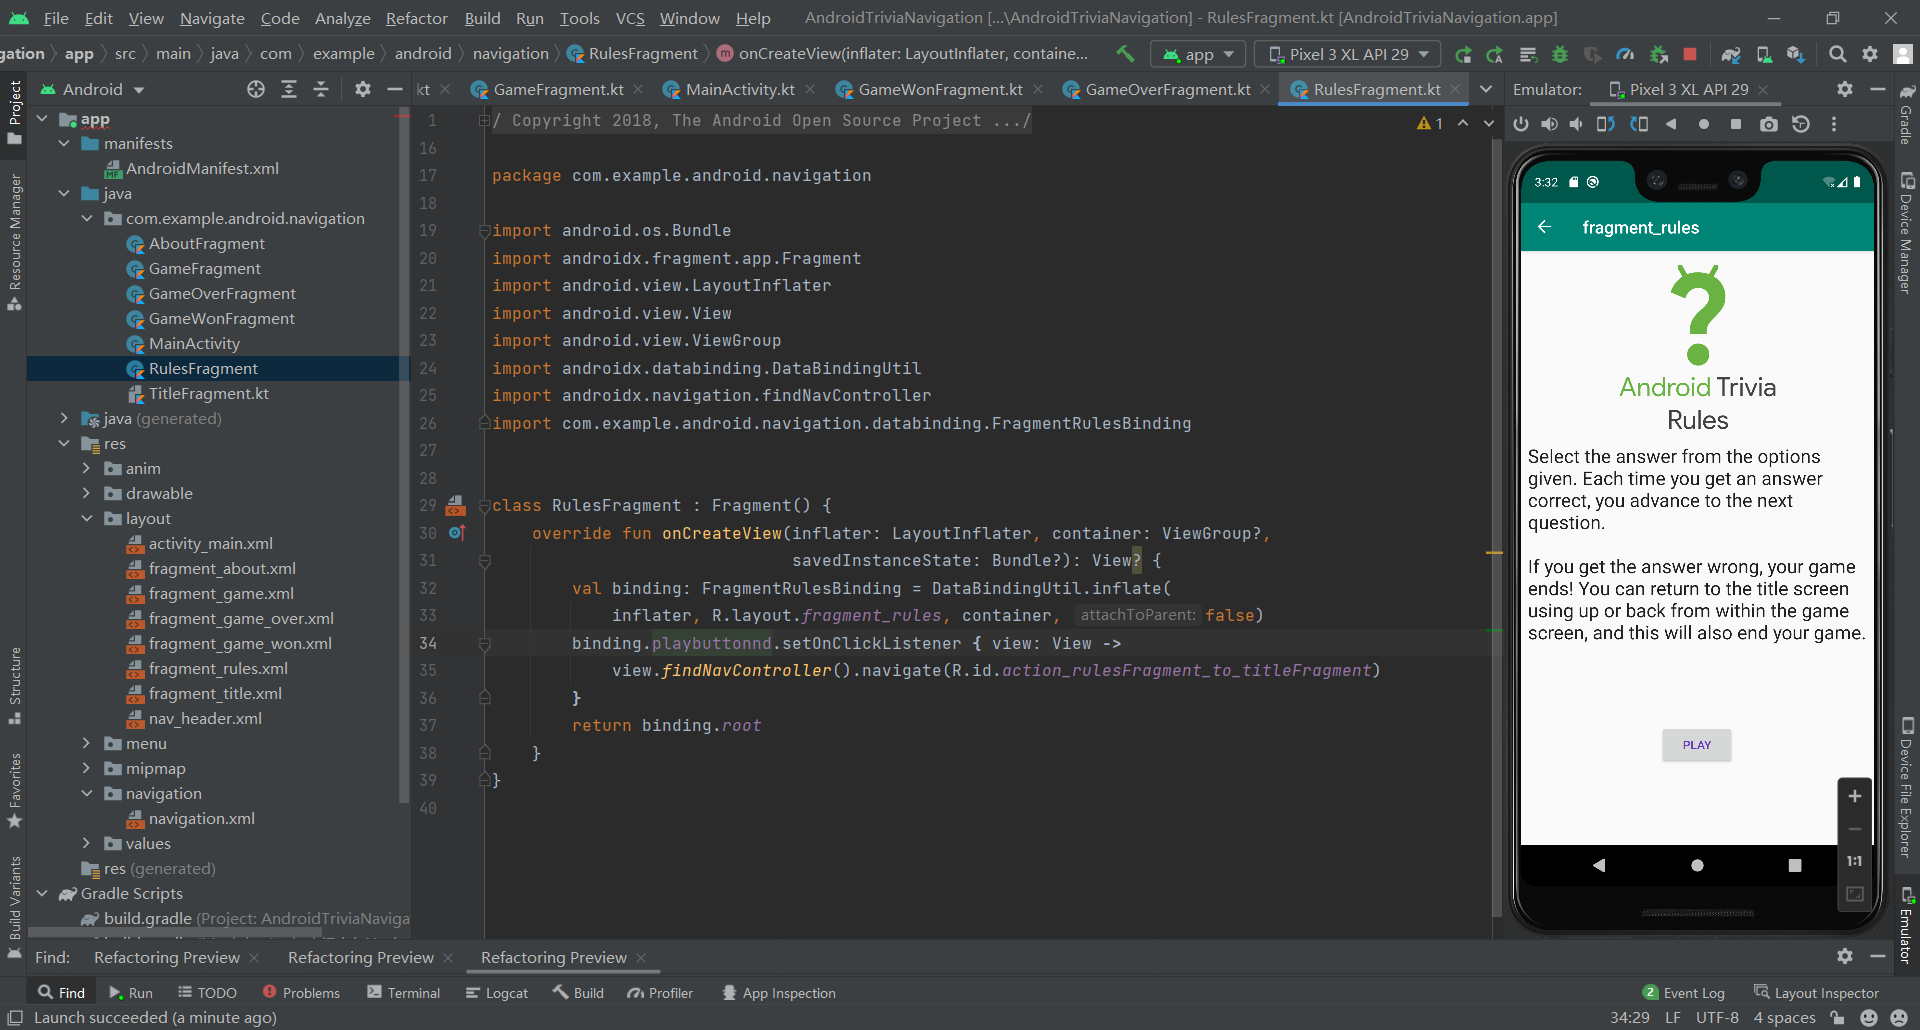 File Edit View Navigate Code Analyze Refactor Build Run Tools VCS Window Help AndroidTriviaNavigation [...\AndroidTriviaNavigation] - RulesFragment.kt [AndroidTriviaNavigation.app]
gation app src main java com example android navigation RulesFragment onCreateView(inflater: LayoutInflater, containe... app Pixel 3 XL API 29
Android
kt GameFragment.kt MainActivity.kt GameWonFragment.kt GameOverFragment.kt RulesFragment.kt
Emulator: Pixel 3 XL API 29
Project
Resource Manager
Structure
Favorites
Build Variants
app
manifests
AndroidManifest.xml
java
com.example.android.navigation
AboutFragment
GameFragment
GameOverFragment
GameWonFragment
MainActivity
RulesFragment
TitleFragment.kt
java (generated)
res
anim
drawable
layout
activity_main.xml
fragment_about.xml
fragment_game.xml
fragment_game_over.xml
fragment_game_won.xml
fragment_rules.xml
fragment_title.xml
nav_header.xml
menu
mipmap
navigation
navigation.xml
values
res (generated)
Gradle Scripts
build.gradle (Project: AndroidTriviaNaviga
1 / Copyright 2018, The Android Open Source Project .../
1
16
17 package com.example.android.navigation
18
19 import android.os.Bundle
20 import androidx.fragment.app.Fragment
21 import android.view.LayoutInflater
22 import android.view.View
23 import android.view.ViewGroup
24 import androidx.databinding.DataBindingUtil
25 import androidx.navigation.findNavController
26 import com.example.android.navigation.databinding.FragmentRulesBinding
27
28
29 class RulesFragment : Fragment() {
30 override fun onCreateView(inflater: LayoutInflater, container: ViewGroup?,
31 savedInstanceState: Bundle?): View? {
32 val binding: FragmentRulesBinding = DataBindingUtil.inflate(
33 inflater, R.layout.fragment_rules, container, attachToParent: false)
34 binding.playbuttonnd.setOnClickListener { view: View ->
35 view.findNavController().navigate(R.id.action_rulesFragment_to_titleFragment)
36 }
37 return binding.root
38 }
39 }
40
3:32
fragment_rules
Android Trivia
Rules
Select the answer from the options
given. Each time you get an answer
correct, you advance to the next
question.
If you get the answer wrong, your game
ends! You can return to the title screen
using up or back from within the game
screen, and this will also end your game.
PLAY
1:1
Gradle
Device Manager
Device File Explorer
Emulator
Find: Refactoring Preview Refactoring Preview Refactoring Preview
Find Run TODO Problems Terminal Logcat Build Profiler App Inspection 2 Event Log Layout Inspector
Launch succeeded (a minute ago) 34:29 LF UTF-8 4 spaces